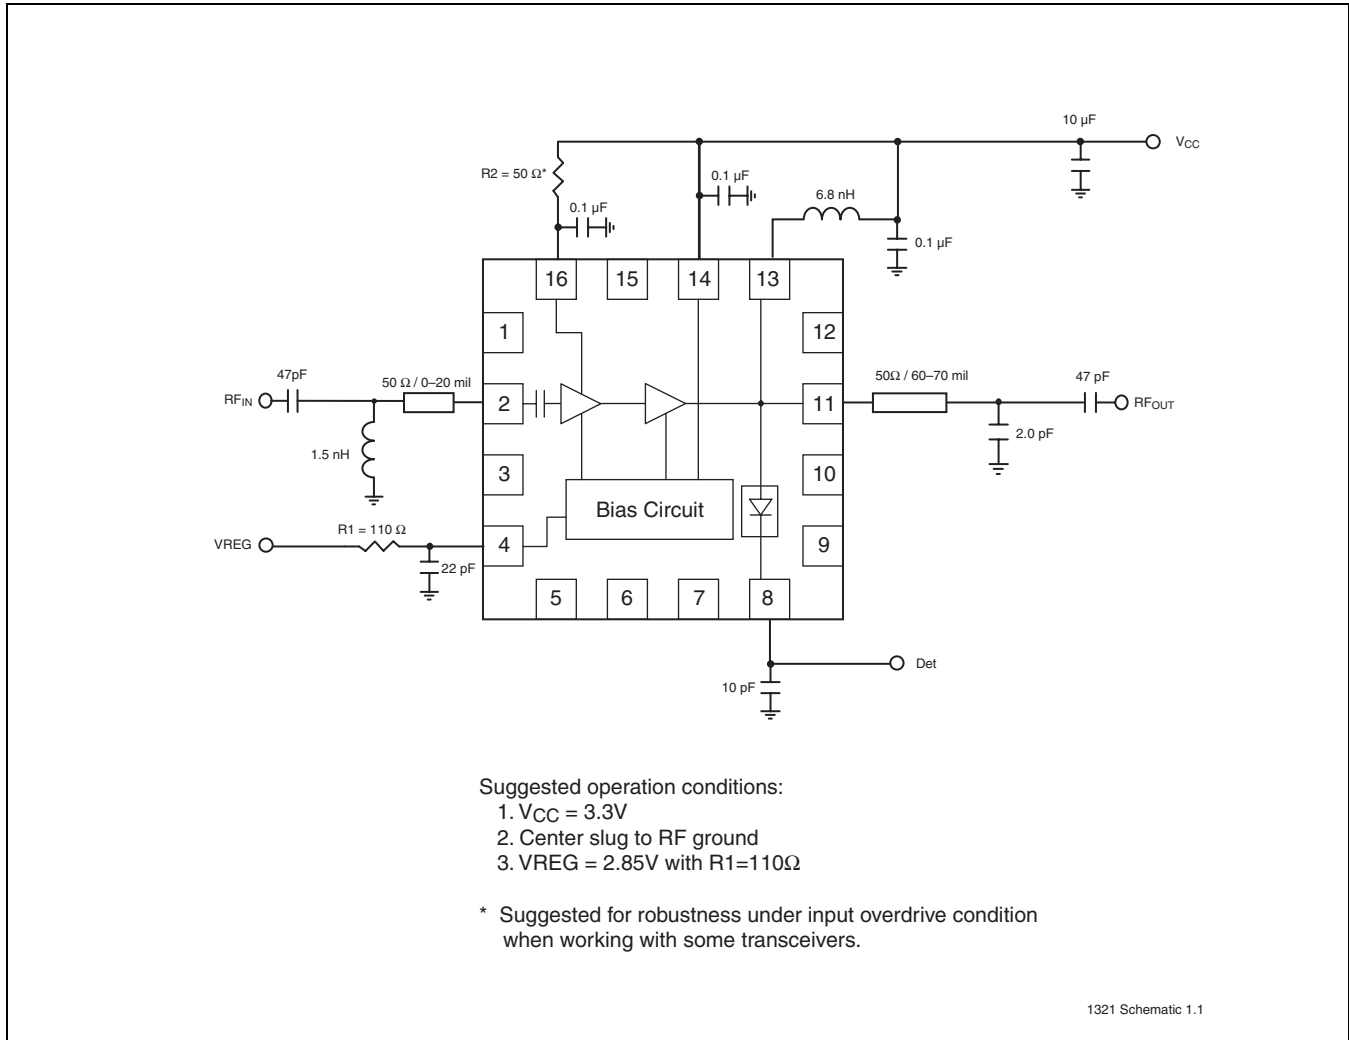 10 µF
VCC
R2 = 50 Ω*
0.1 µF
0.1 µF
6.8 nH
0.1 µF
16
15
14
13
1
12
47pF
50 Ω / 0–20 mil
50Ω / 60–70 mil
47 pF
RFIN
2
11
RFOUT
1.5 nH
2.0 pF
3
10
Bias Circuit
R1 = 110 Ω
VREG
4
9
22 pF
5
6
7
8
Det
10 pF
Suggested operation conditions:
1. VCC = 3.3V
2. Center slug to RF ground
3. VREG = 2.85V with R1=110Ω
* Suggested for robustness under input overdrive condition
when working with some transceivers.
1321 Schematic 1.1